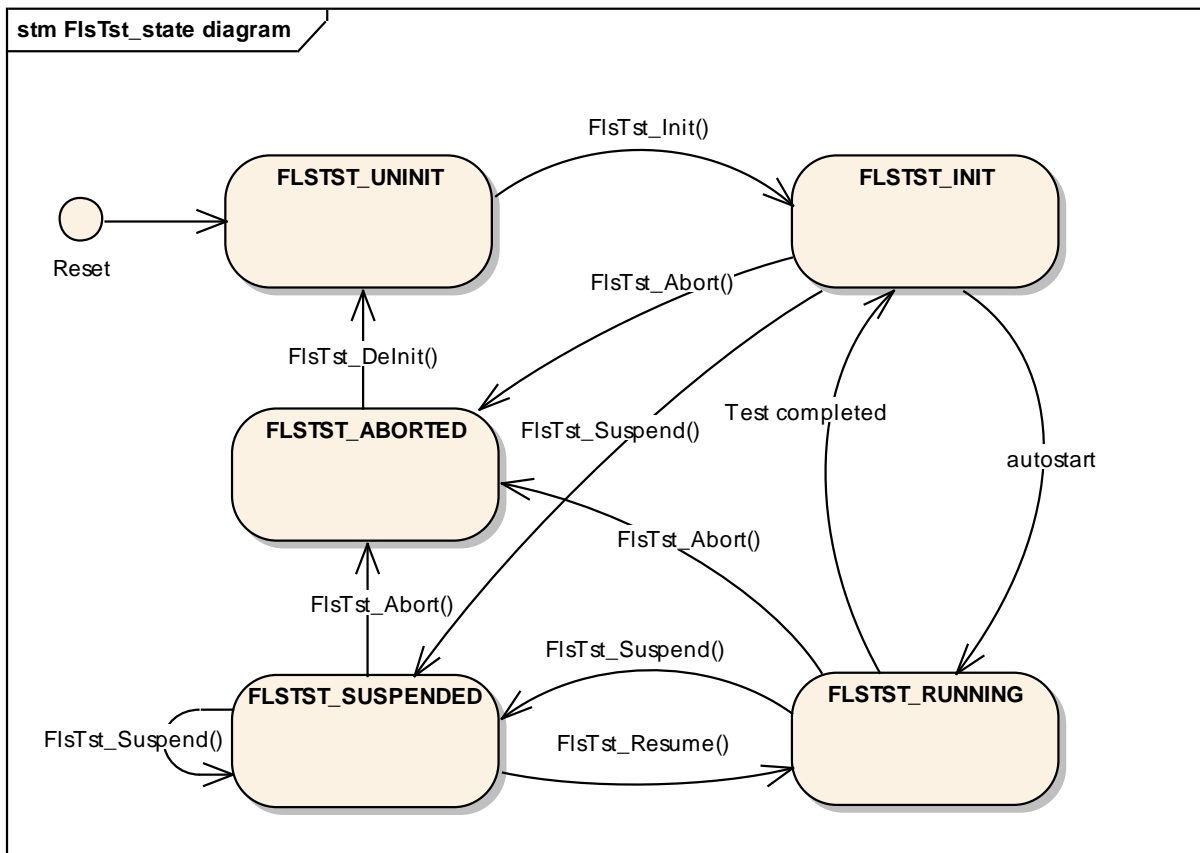 stm FlsTst_state diagram
FlsTst_Init()
FLSTST_UNINIT
FLSTST_INIT
Reset
FlsTst_Abort()
FlsTst_DeInit()
FLSTST_ABORTED
FlsTst_Suspend()
Test completed
autostart
FlsTst_Abort()
FlsTst_Abort()
FlsTst_Suspend()
FLSTST_SUSPENDED
FLSTST_RUNNING
FlsTst_Suspend()
FlsTst_Resume()